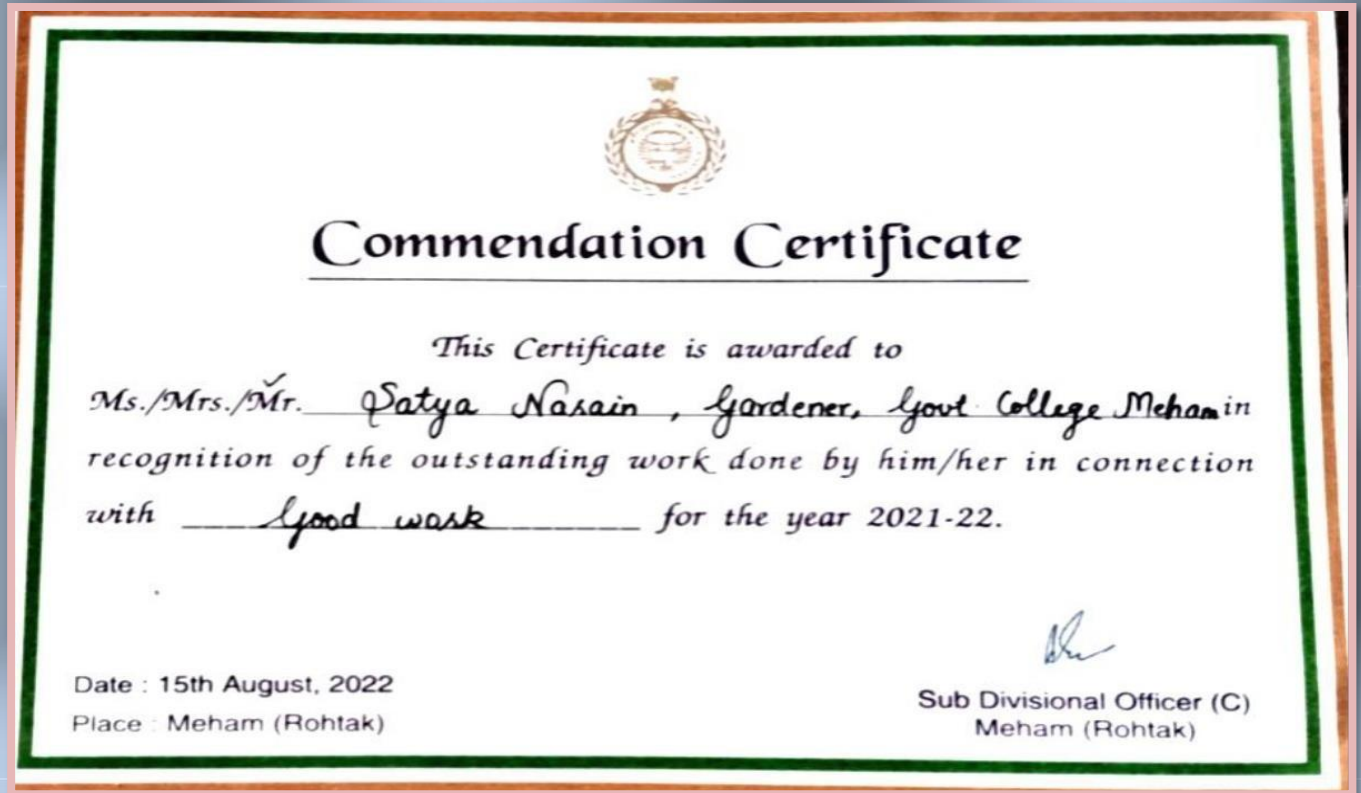 Commendation Certificate
This Certificate is awarded to
Ms./Mrs./Mr. Satya Narain, Gardener, Govt. College Meham in
recognition of the outstanding work done by him/her in connection
with Good work for the year 2021-22.
Date : 15th August, 2022
Place : Meham (Rohtak)
Sub Divisional Officer (C)
Meham (Rohtak)